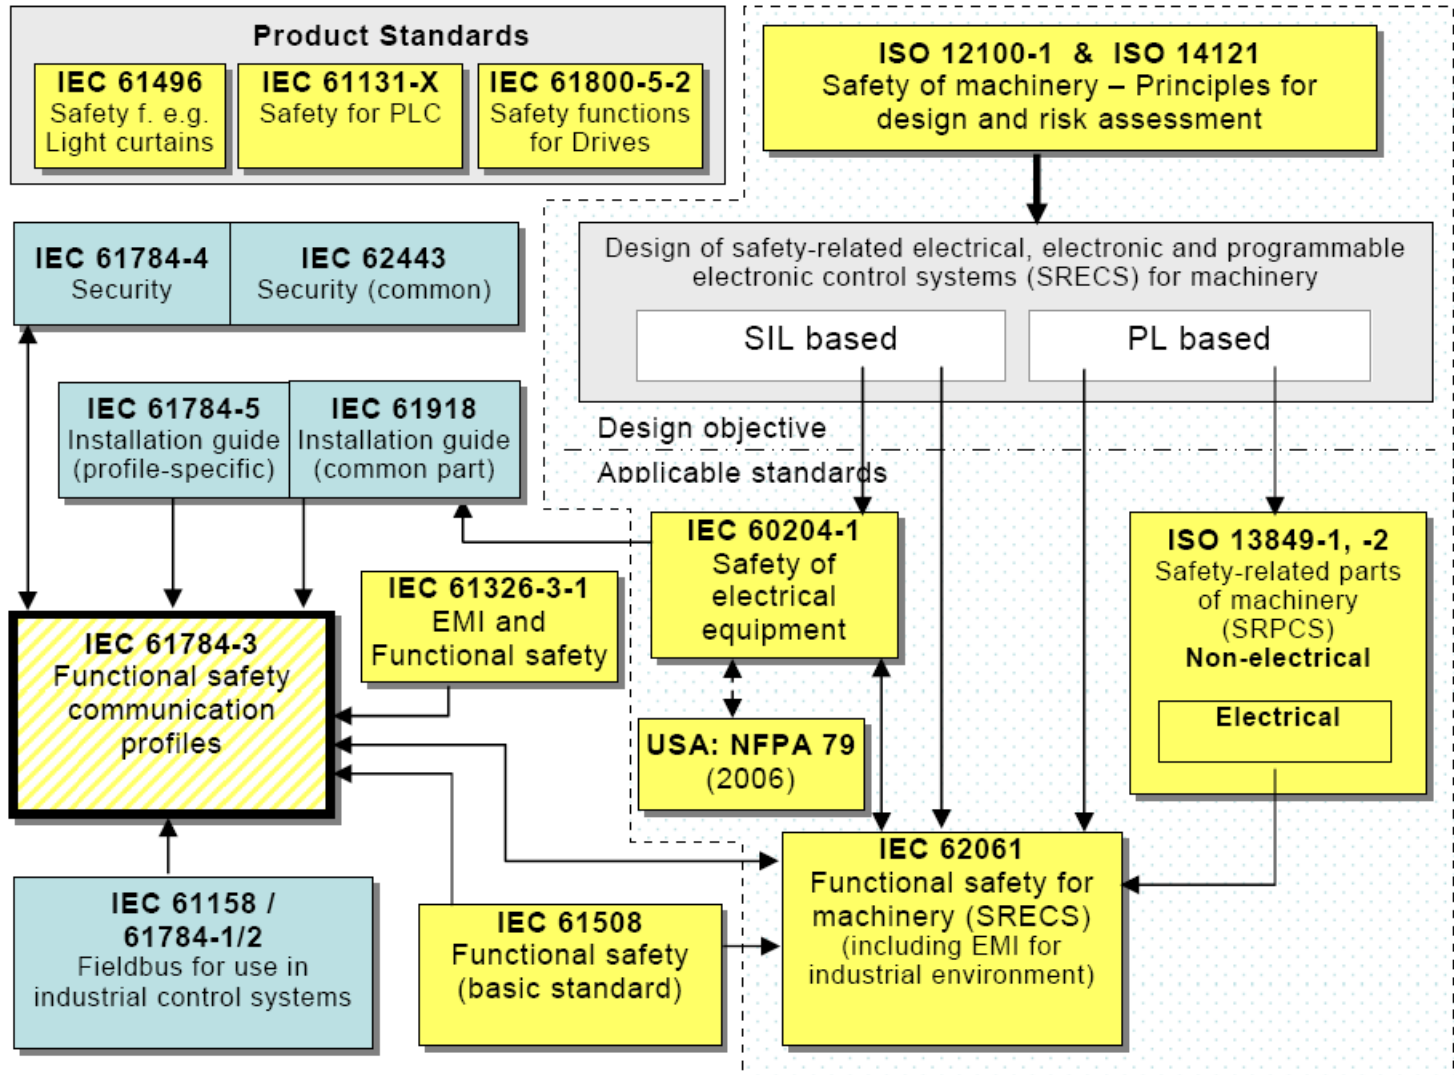 Product Standards
IEC 61496
Safety f. e.g.
Light curtains
IEC 61131-X
Safety for PLC
IEC 61800-5-2
Safety functions
for Drives
ISO 12100-1 & ISO 14121
Safety of machinery – Principles for
design and risk assessment
IEC 61784-4
Security
IEC 62443
Security (common)
Design of safety-related electrical, electronic and programmable
electronic control systems (SRECS) for machinery
SIL based
PL based
IEC 61784-5
Installation guide
(profile-specific)
IEC 61918
Installation guide
(common part)
Design objective
Applicable standards
IEC 60204-1
Safety of
electrical
equipment
ISO 13849-1, -2
Safety-related parts
of machinery
(SRPCS)
Non-electrical
Electrical
IEC 61326-3-1
EMI and
Functional safety
IEC 61784-3
Functional safety
communication
profiles
USA: NFPA 79
(2006)
IEC 62061
Functional safety for
machinery (SRECS)
(including EMI for
industrial environment)
IEC 61158 /
61784-1/2
Fieldbus for use in
industrial control systems
IEC 61508
Functional safety
(basic standard)